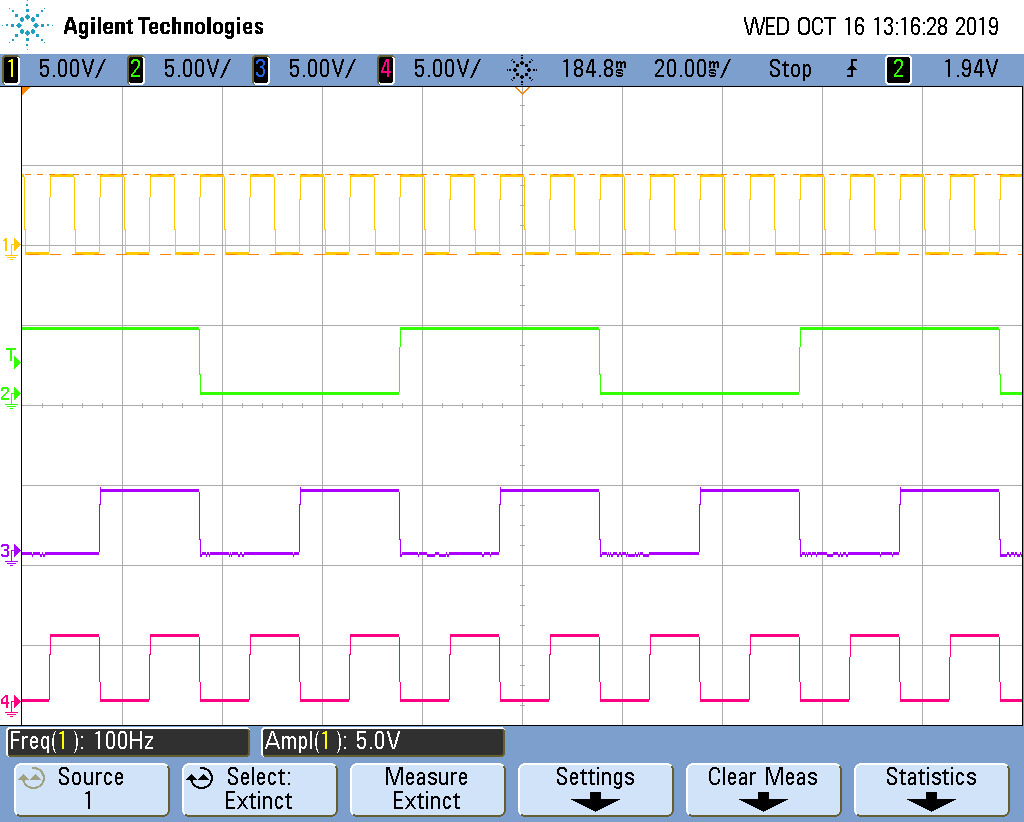 Agilent Technologies
WED OCT 16 13:16:28 2019
1 5.00V/ 2 5.00V/ 3 5.00V/ 4 5.00V/ 184.8ms 20.00ms/ Stop 2 1.94V
1
T
2
3
4
Freq(1): 100Hz
Ampl(1): 5.0V
Source
1
Select:
Extinct
Measure
Extinct
Settings
Clear Meas
Statistics